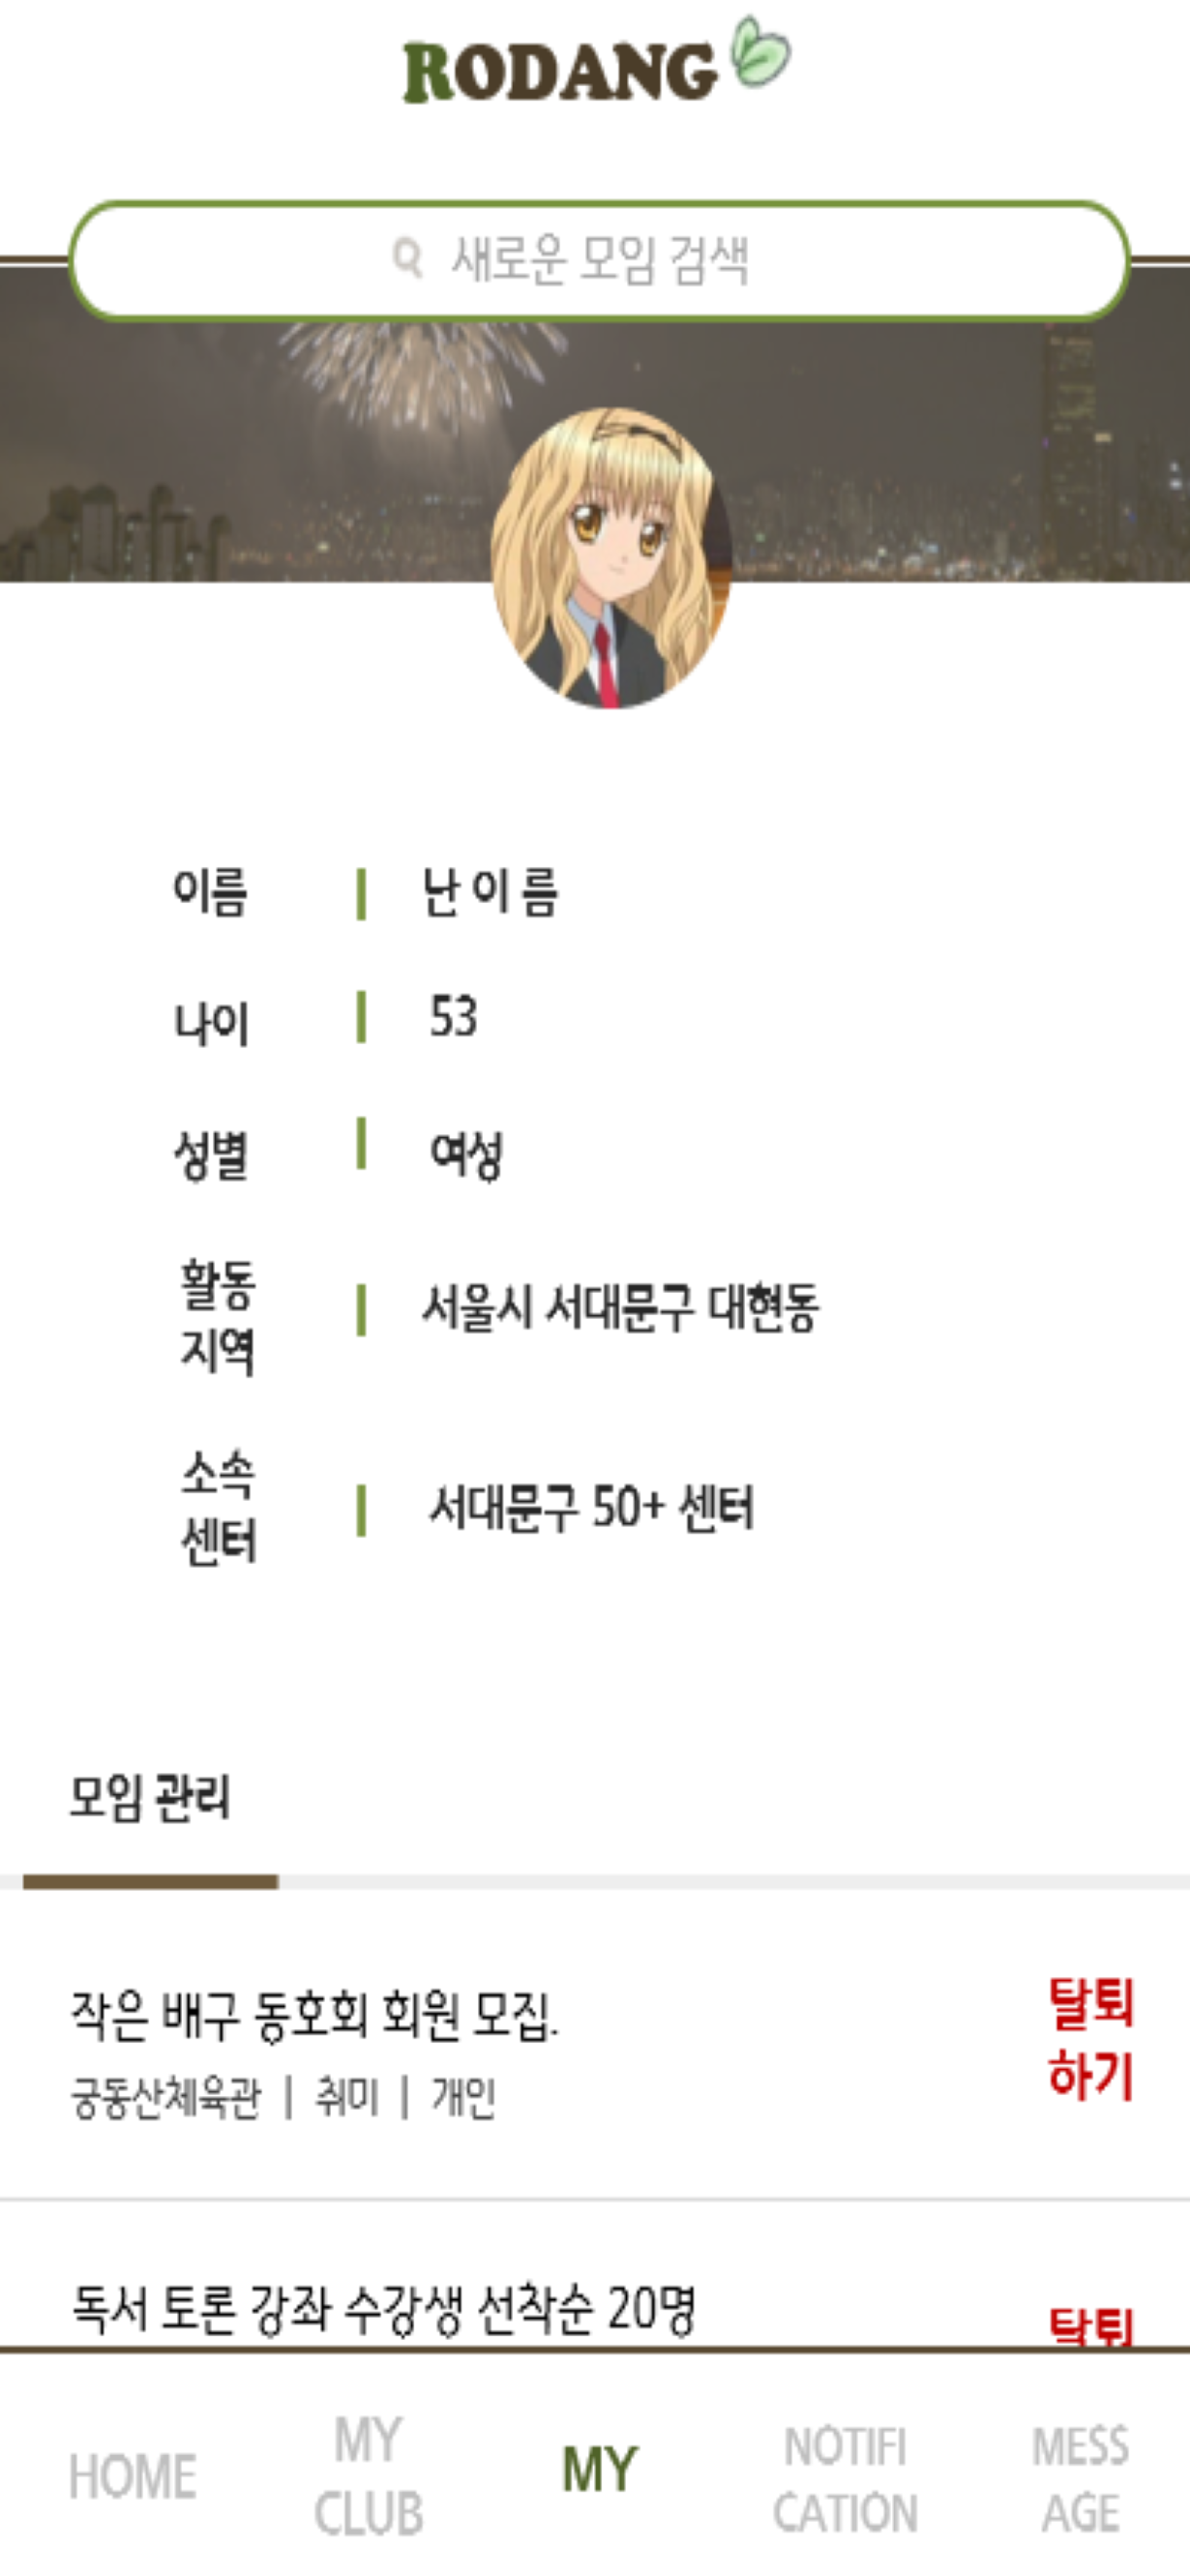 RODANG
새로운 모임 검색
이름 난 이 름
나이 53
성별 여성
활동
지역 서울시 서대문구 대현동
소속
센터 서대문구 50+ 센터
모임 관리
작은 배구 동호회 회원 모집.
탈퇴
하기
궁동산체육관 | 취미 | 개인
독서 토론 강좌 수강생 선착순 20명
탈퇴
HOME
MY
CLUB
MY
NOTIFI
CATION
MESS
AGE